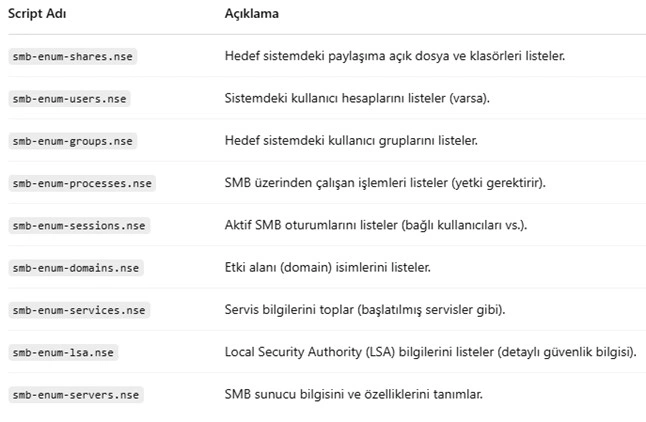 Script Adı Açıklama
smb-enum-shares.nse Hedef sistemdeki paylaşıma açık dosya ve klasörleri listeler.
smb-enum-users.nse Sistemdeki kullanıcı hesaplarını listeler (varsa).
smb-enum-groups.nse Hedef sistemdeki kullanıcı gruplarını listeler.
smb-enum-processes.nse SMB üzerinden çalışan işlemleri listeler (yetki gerektirir).
smb-enum-sessions.nse Aktif SMB oturumlarını listeler (bağlı kullanıcıları vs.).
smb-enum-domains.nse Etki alanı (domain) isimlerini listeler.
smb-enum-services.nse Servis bilgilerini toplar (başlatılmış servisler gibi).
smb-enum-lsa.nse Local Security Authority (LSA) bilgilerini listeler (detaylı güvenlik bilgisi).
smb-enum-servers.nse SMB sunucu bilgisini ve özelliklerini tanımlar.